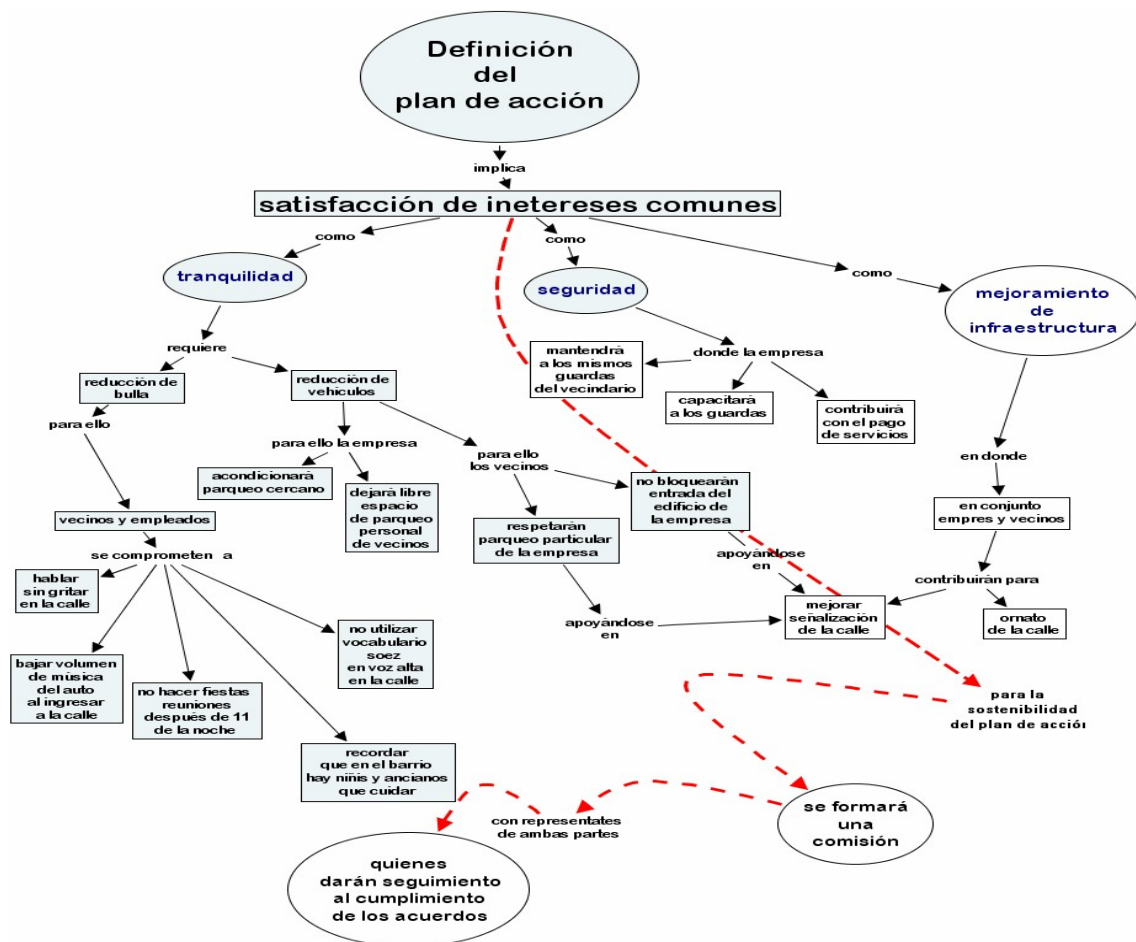 Definición
del
plan de acción
implica
satisfacción de inetereses comunes
como
como
como
tranquilidad
seguridad
mejoramiento
de
infraestructura
requiere
reducción de
bulla
reducción de
vehículos
mantendrá
a los mismos
guardas
del vecindario
donde la empresa
capacitará
a los guardas
contribuirá
con el pago
de servicios
para ello
para ello la empresa
para ello
los vecinos
en donde
acondicionará
parqueo cercano
dejará libre
espacio
de parqueo
personal
de vecinos
no bloquearán
entrada del
edificio de
la empresa
en conjunto
empres y vecinos
vecinos y empleados
respetarán
parqueo particular
de la empresa
se comprometen a
apoyándose
en
contribuirán para
hablar
sin gritar
en la calle
apoyándose
en
mejorar
señalización
de la calle
ornato
de la calle
no utilizar
vocabulario
soez
en voz alta
en la calle
bajar volumen
de música
del auto
al ingresar
a la calle
no hacer fiestas
reuniones
después de 11
de la noche
para la
sostenibilidad
del plan de acción
recordar
que en el barrio
hay niñis y ancianos
que cuidar
se formará
una
comisión
con representates
de ambas partes
quienes
darán seguimiento
al cumplimiento
de los acuerdos